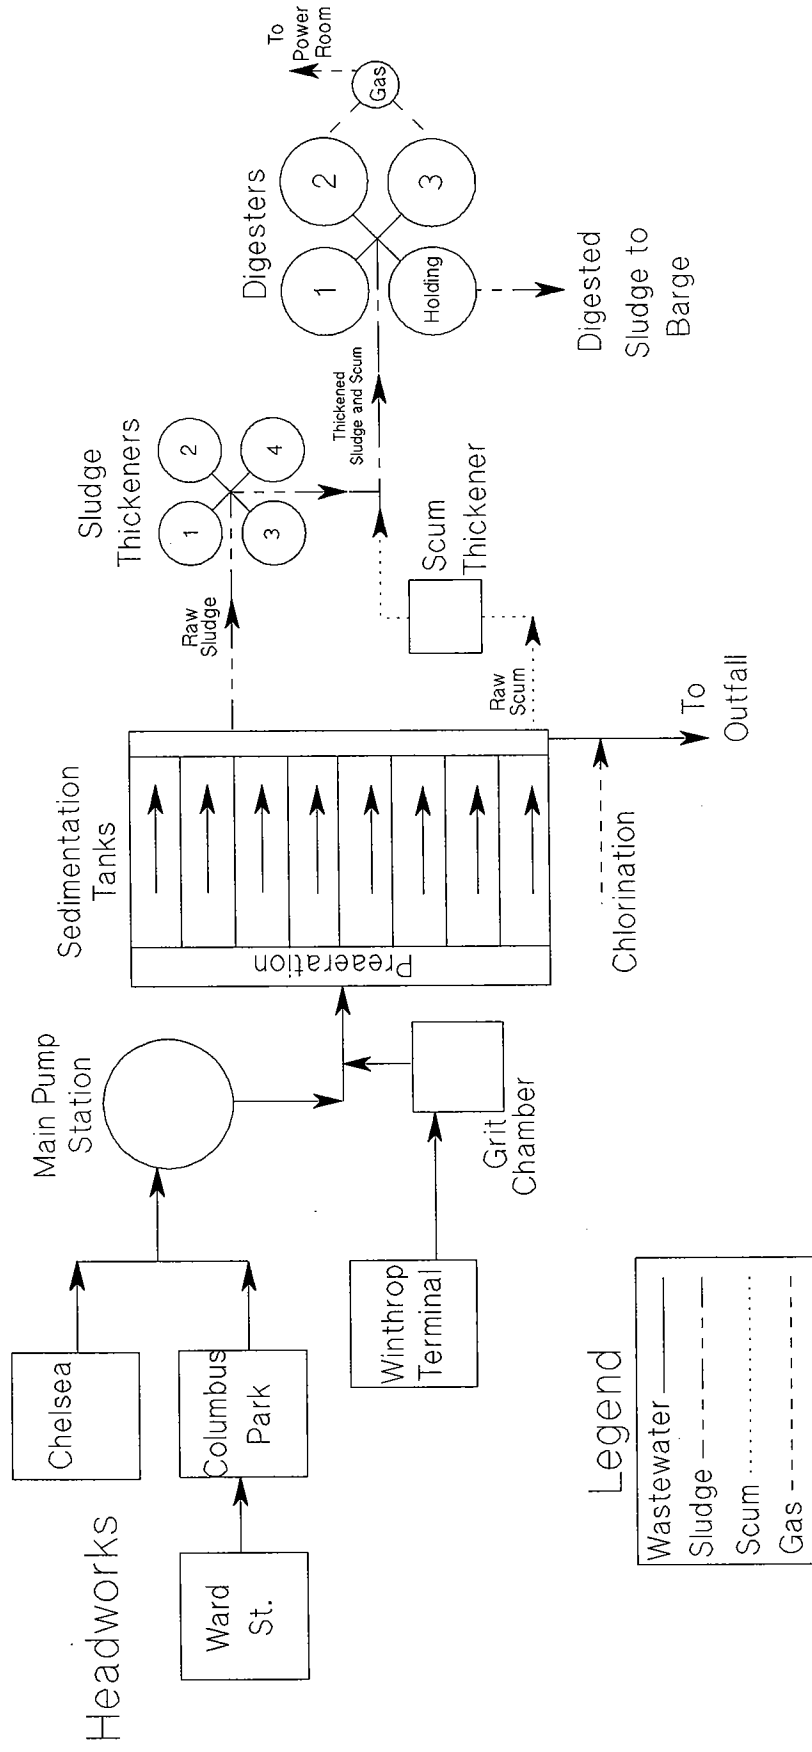 Headworks
Chelsea
Ward
St.
Columbus
Park
Winthrop
Terminal
Main Pump
Station
Grit
Chamber
Sedimentation
Tanks
Preaeration
Chlorination
To
Outfall
Raw
Sludge
Raw
Scum
Sludge
Thickeners
1
2
3
4
Scum
Thickener
Thickened
Sludge and Scum
Digesters
1
2
3
Holding
Gas
To
Power
Room
Digested
Sludge to
Barge
Legend
Wastewater
Sludge
Scum
Gas